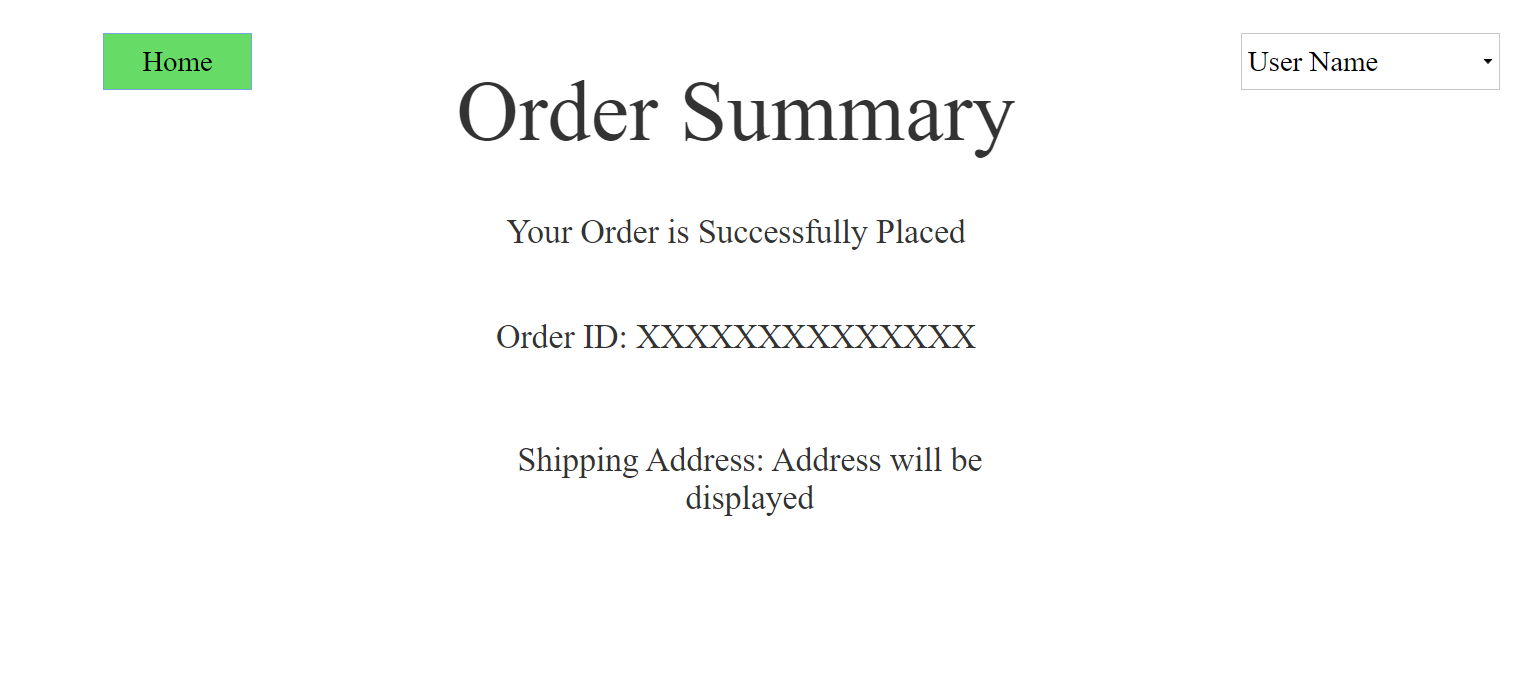 Home
User Name
Order Summary
Your Order is Successfully Placed
Order ID: XXXXXXXXXXXXXX
Shipping Address: Address will be
displayed